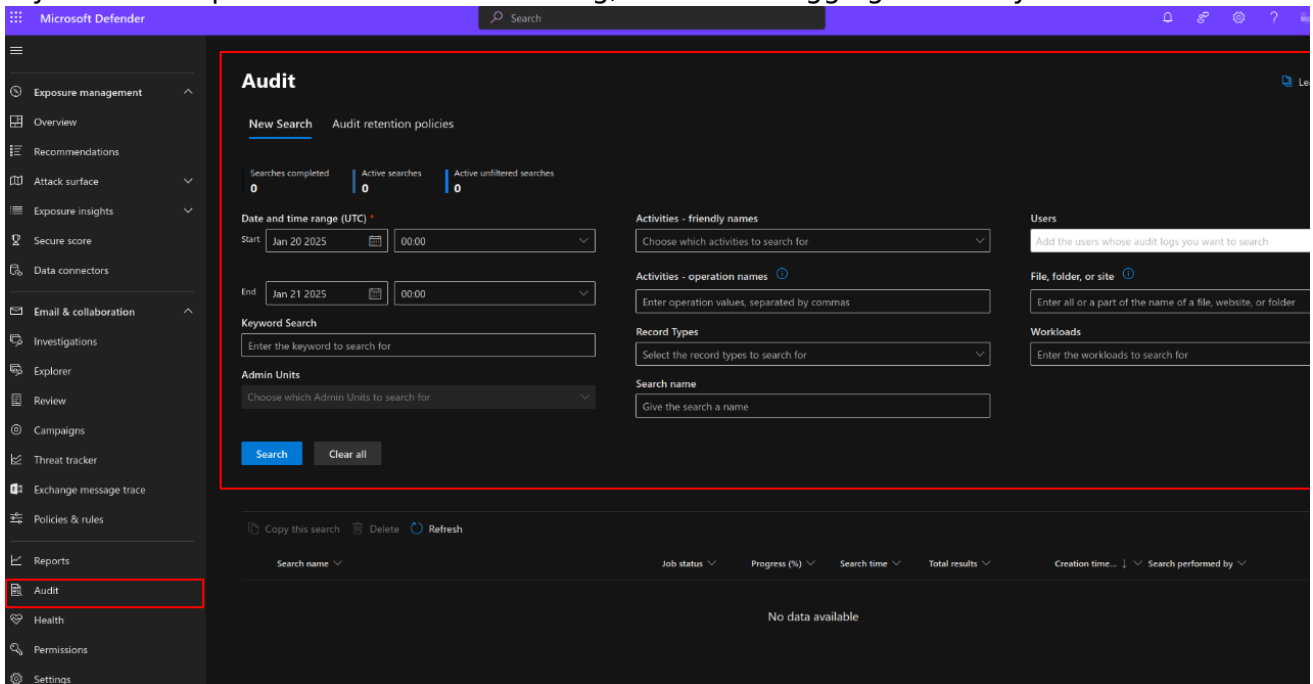 Microsoft Defender
Search
Exposure management
Overview
Recommendations
Attack surface
Exposure insights
Secure score
Data connectors
Email & collaboration
Investigations
Explorer
Review
Campaigns
Threat tracker
Exchange message trace
Policies & rules
Reports
Audit
Health
Permissions
Settings
Audit
New Search Audit retention policies
Searches completed Active searches Active unfiltered searches
0 0 0
Date and time range (UTC) *
Start Jan 20 2025 00:00
End Jan 21 2025 00:00
Keyword Search
Enter the keyword to search for
Admin Units
Choose which Admin Units to search for
Search Clear all
Activities - friendly names
Choose which activities to search for
Activities - operation names
Enter operation values, separated by commas
Record Types
Select the record types to search for
Search name
Give the search a name
Users
Add the users whose audit logs you want to search
File, folder, or site
Enter all or a part of the name of a file, website, or folder
Workloads
Enter the workloads to search for
Copy this search Delete Refresh
Search name Job status Progress (%) Search time Total results Creation time... ↓ Search performed by
No data available